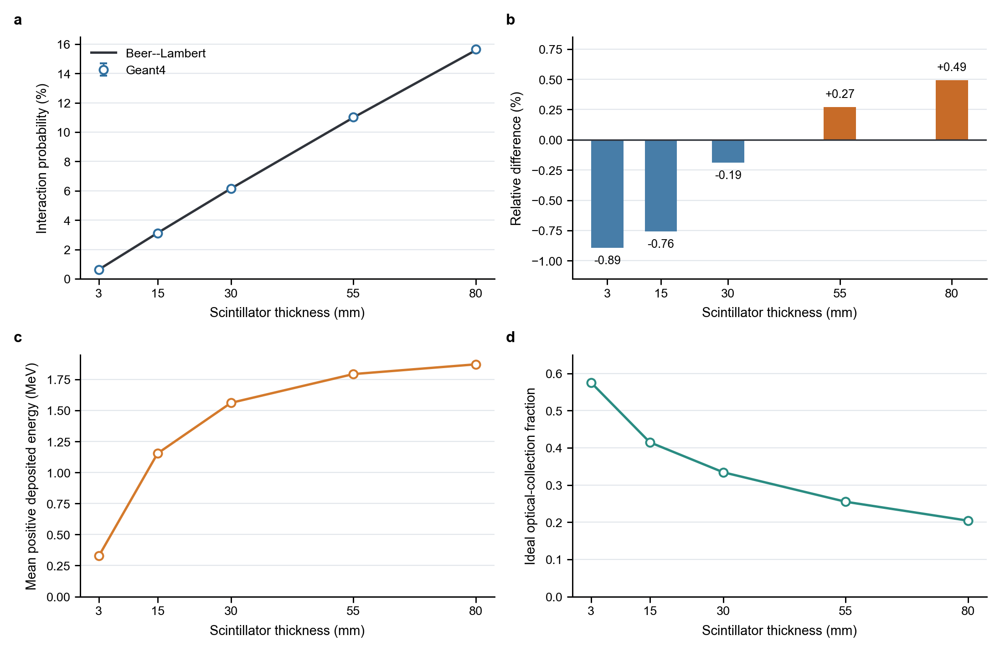 a
16
14
12
10
8
6
4
2
0
Interaction probability (%)
Beer--Lambert
Geant4
3 15 30 55 80
Scintillator thickness (mm)
b
0.75
0.50
0.25
0.00
−0.25
−0.50
−0.75
−1.00
Relative difference (%)
-0.89
-0.76
-0.19
+0.27
+0.49
3 15 30 55 80
Scintillator thickness (mm)
c
1.75
1.50
1.25
1.00
0.75
0.50
0.25
0.00
Mean positive deposited energy (MeV)
3 15 30 55 80
Scintillator thickness (mm)
d
0.6
0.5
0.4
0.3
0.2
0.1
0.0
Ideal optical-collection fraction
3 15 30 55 80
Scintillator thickness (mm)